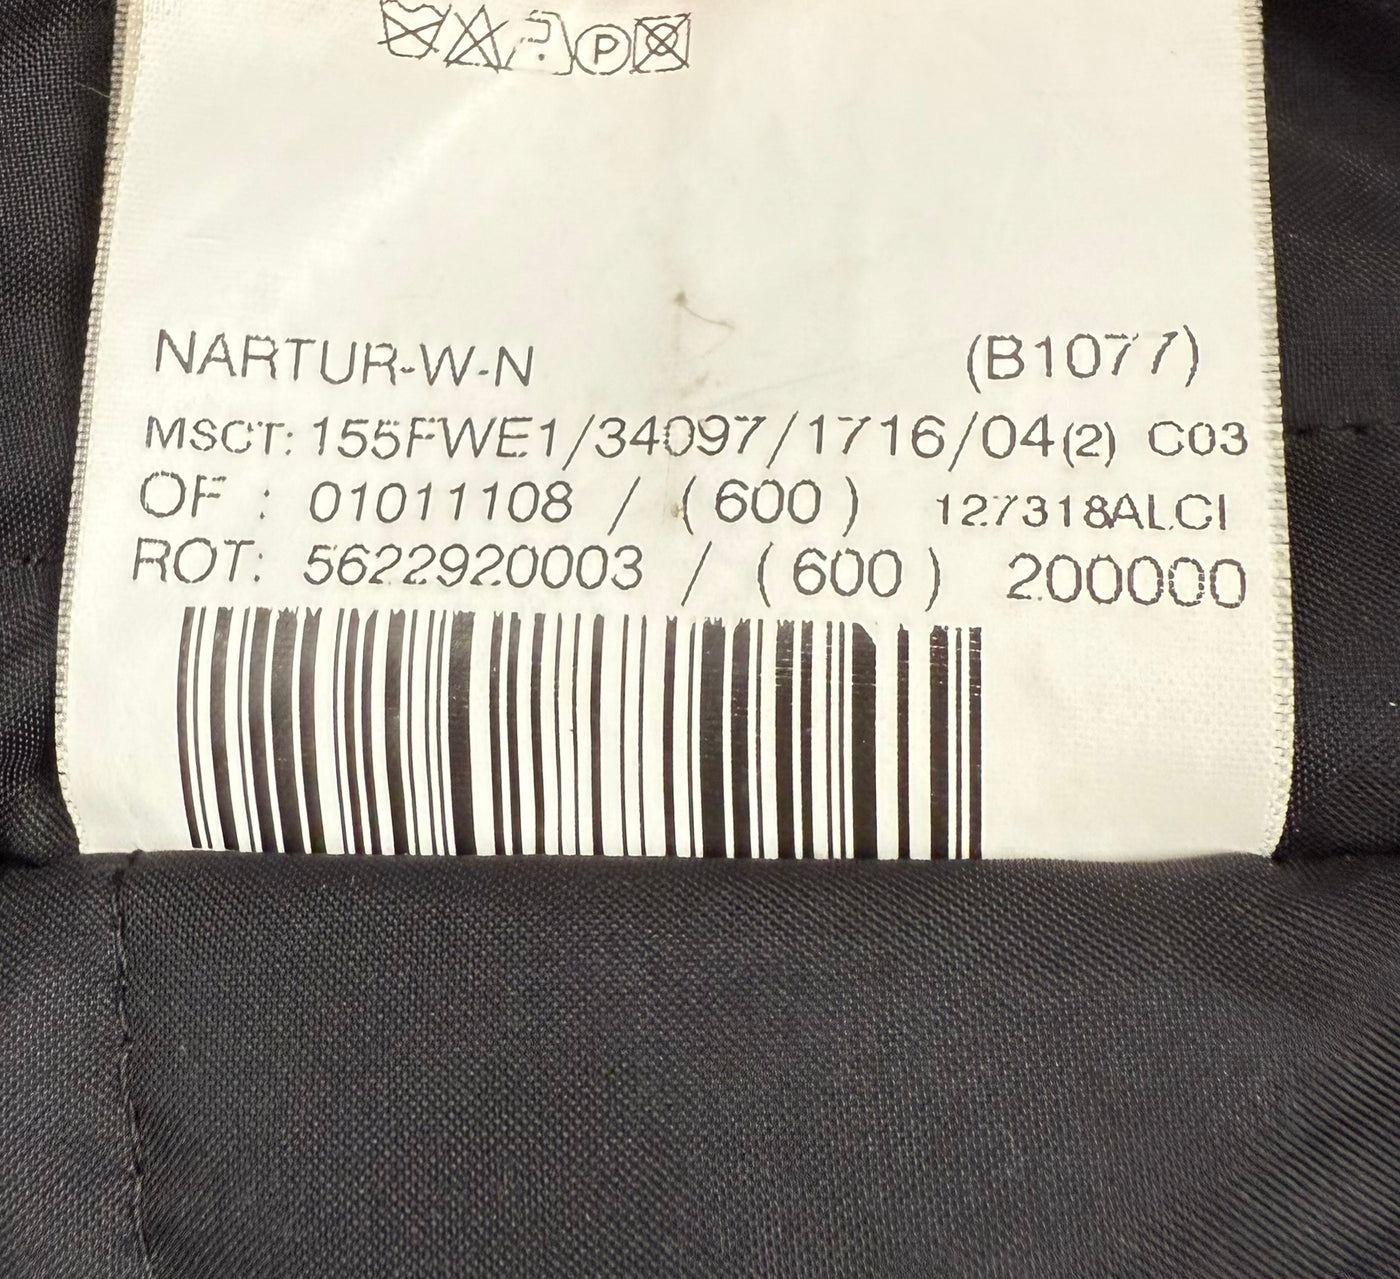 P
NARTUR-W-N (B1077)
MSCT: 155FWE1/34097/1716/04(2) C03
OF : 01011108 / (600) 127318ALCI
ROT: 5622920003 / (600) 200000